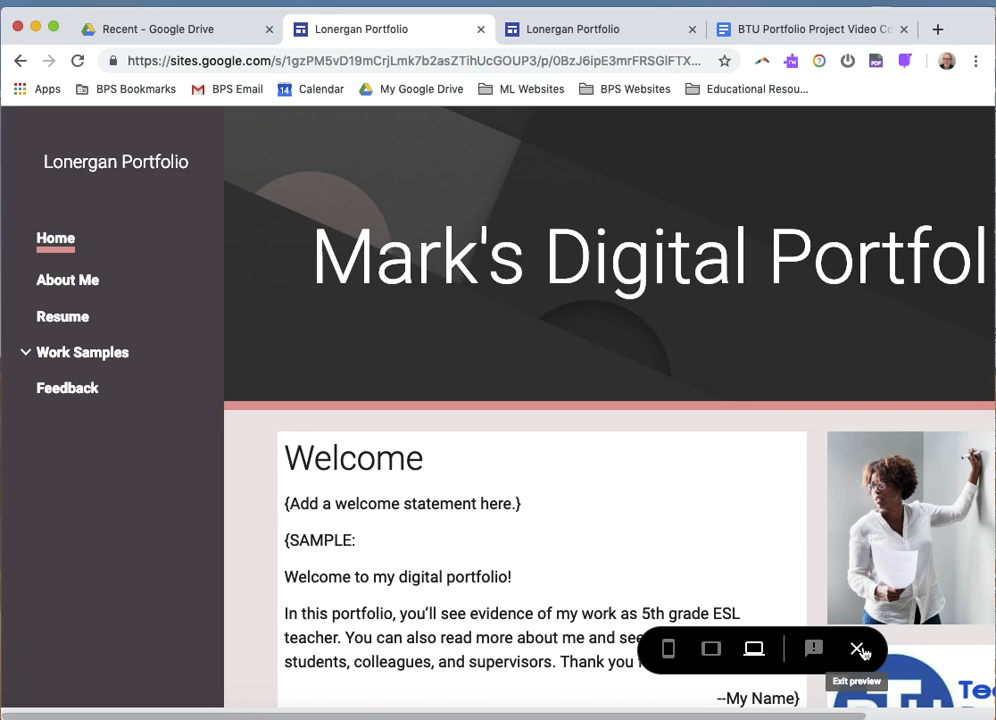 Recent - Google Drive
Lonergan Portfolio
Lonergan Portfolio
BTU Portfolio Project Video Co
https://sites.google.com/s/1gzPM5vD19mCrjLmk7b2asZTihUcGOUP3/p/0BzJ6ipE3mrFRSGlFTX...
Apps
BPS Bookmarks
BPS Email
14
Calendar
My Google Drive
ML Websites
BPS Websites
Educational Resou...
Lonergan Portfolio
Home
About Me
Resume
Work Samples
Feedback
Mark's Digital Portfol
Welcome
{Add a welcome statement here.}
{SAMPLE:
Welcome to my digital portfolio!
In this portfolio, you’ll see evidence of my work as 5th grade ESL
teacher. You can also read more about me and see
students, colleagues, and supervisors. Thank you
--My Name}
Exit preview
BTU
Te